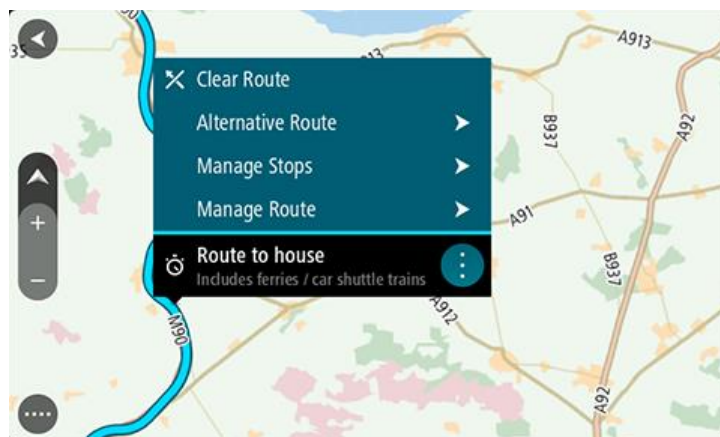 A913
Clear Route
Alternative Route
B937
A92
Manage Stops
Manage Route
A91
Route to house
Includes ferries / car shuttle trains
B937
A912
M90
A92